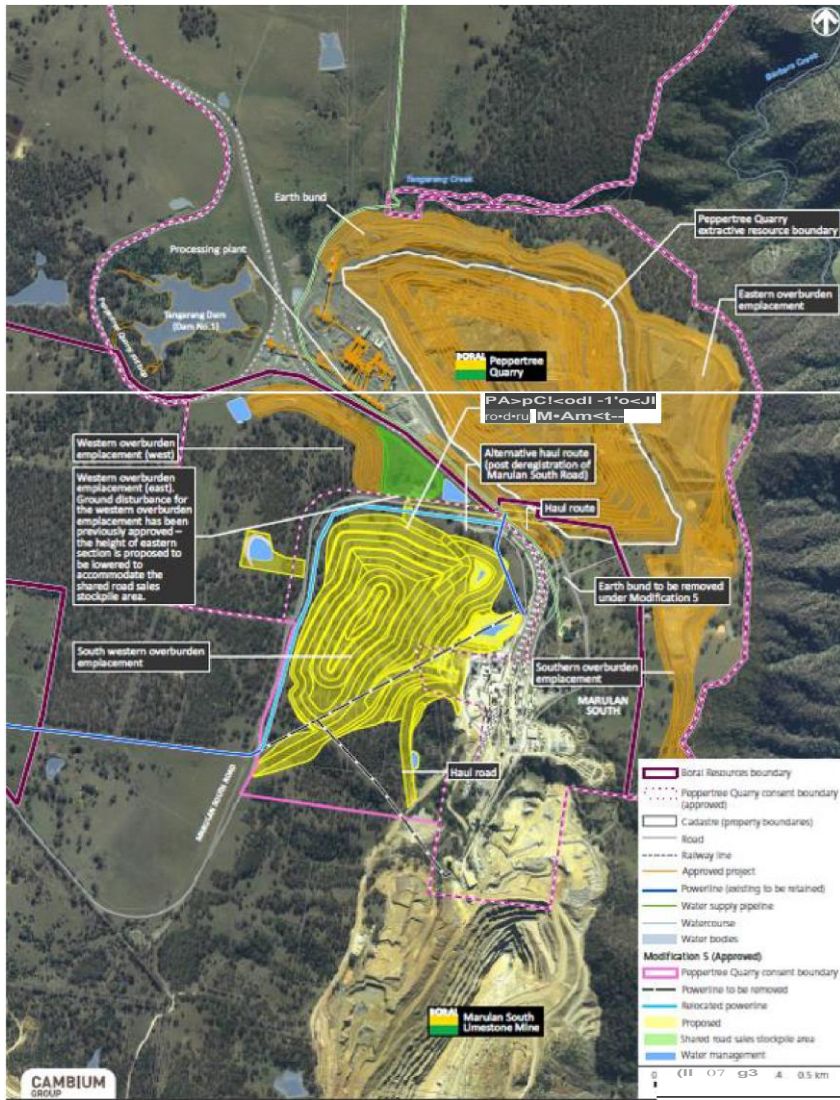 Barbers Creek
Tangarang Creek
Earth bund
Peppertree Quarry
extractive resource boundary
Processing plant
Eastern overburden
emplacement
Tangarang Dam
(Dam No.1)
BORAL
Peppertree
Quarry
Western overburden
emplacement (west)
Western overburden
emplacement (east).
Ground disturbance for
the western overburden
emplacement has been
previously approved –
the height of eastern
section is proposed to
be lowered to
accommodate the
shared road sales
stockpile area.
Alternative haul route
(post deregistration of
Marulan South Road)
Haul route
Earth bund to be removed
under Modification 5
South western overburden
emplacement
Southern overburden
emplacement
MARULAN
SOUTH
Haul road
MARULAN SOUTH ROAD
BORAL
Marulan South
Limestone Mine
Boral Resources boundary
Peppertree Quarry consent boundary
(approved)
Cadastre (property boundares)
Road
Railway line
Approved project
Powerline (existing to be retained)
Water supply pipeline
Watercourse
Water bodies
Modification 5 (Approved)
Peppertree Quarry consent boundary
Powerline to be removed
Relocated powerline
Proposed
Shared road sales stockpile area
Water management
0.5 km
CAMBIUM
GROUP